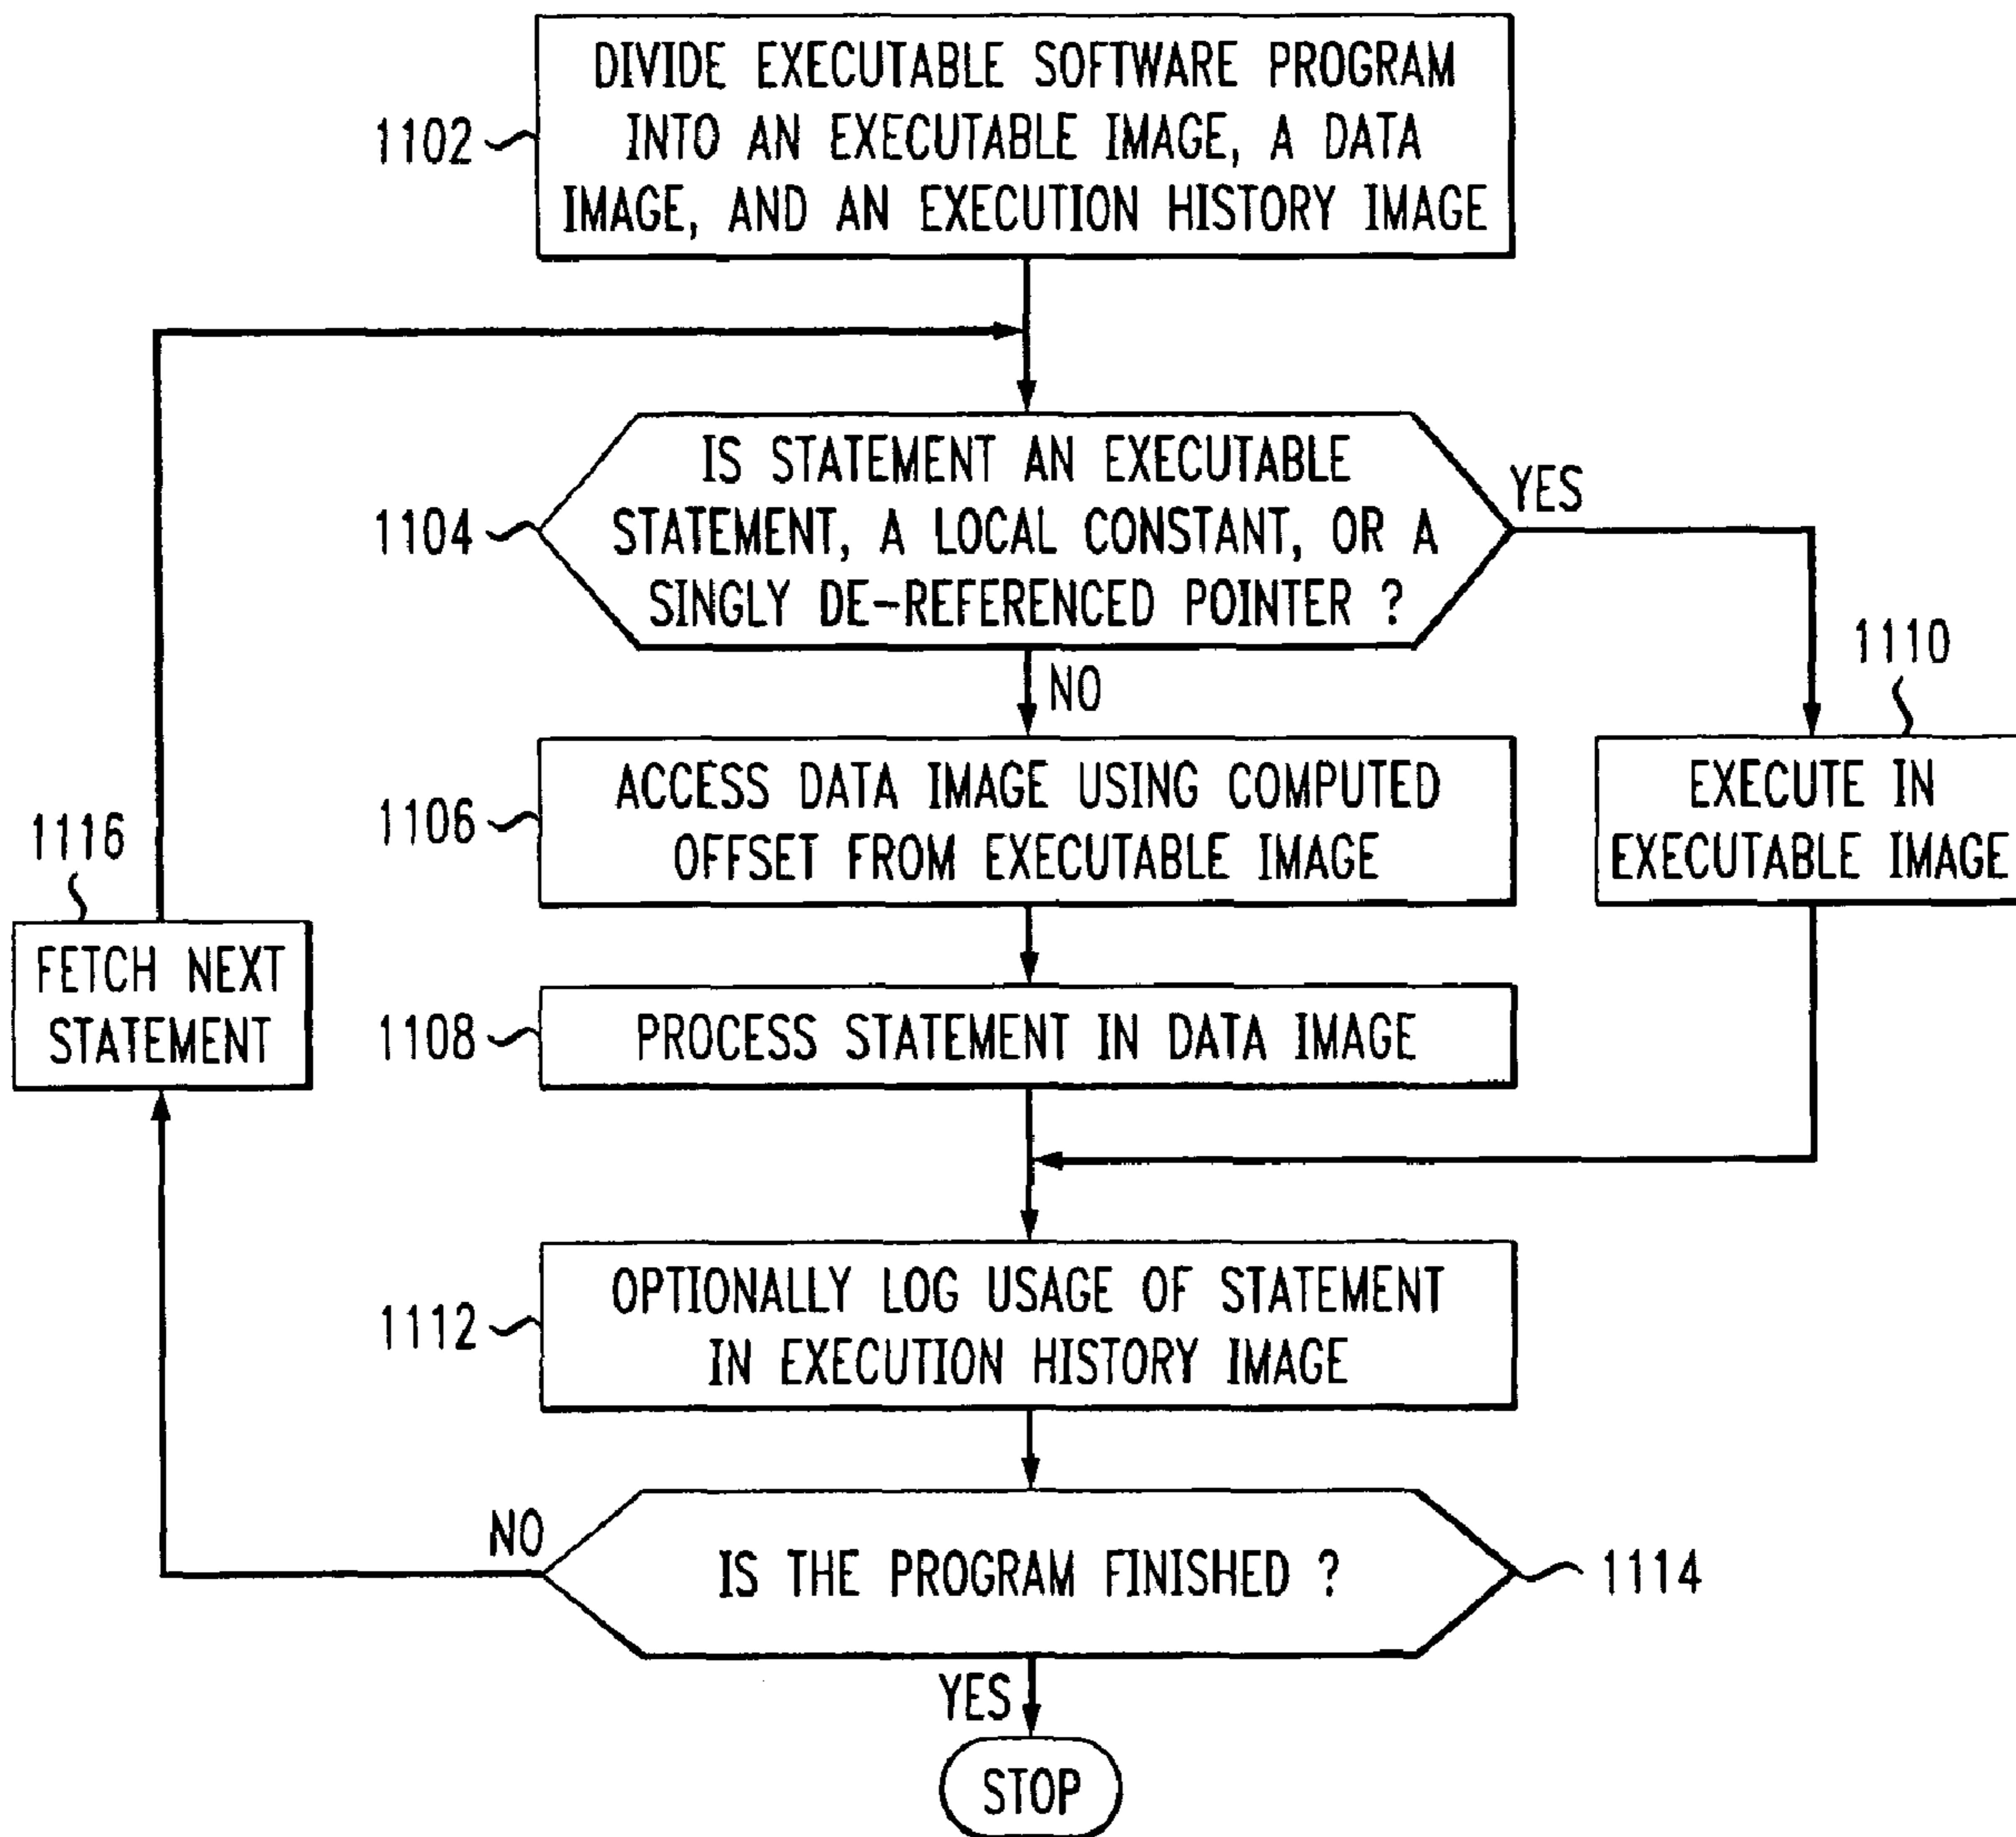 DIVIDE EXECUTABLE SOFTWARE PROGRAM
INTO AN EXECUTABLE IMAGE, A DATA
IMAGE, AND AN EXECUTION HISTORY IMAGE
1102
IS STATEMENT AN EXECUTABLE
STATEMENT, A LOCAL CONSTANT, OR A
SINGLY DE-REFERENCED POINTER ?
1104
YES
NO
1110
ACCESS DATA IMAGE USING COMPUTED
OFFSET FROM EXECUTABLE IMAGE
1106
EXECUTE IN
EXECUTABLE IMAGE
1116
FETCH NEXT
STATEMENT
PROCESS STATEMENT IN DATA IMAGE
1108
OPTIONALLY LOG USAGE OF STATEMENT
IN EXECUTION HISTORY IMAGE
1112
NO
IS THE PROGRAM FINISHED ?
1114
YES
STOP